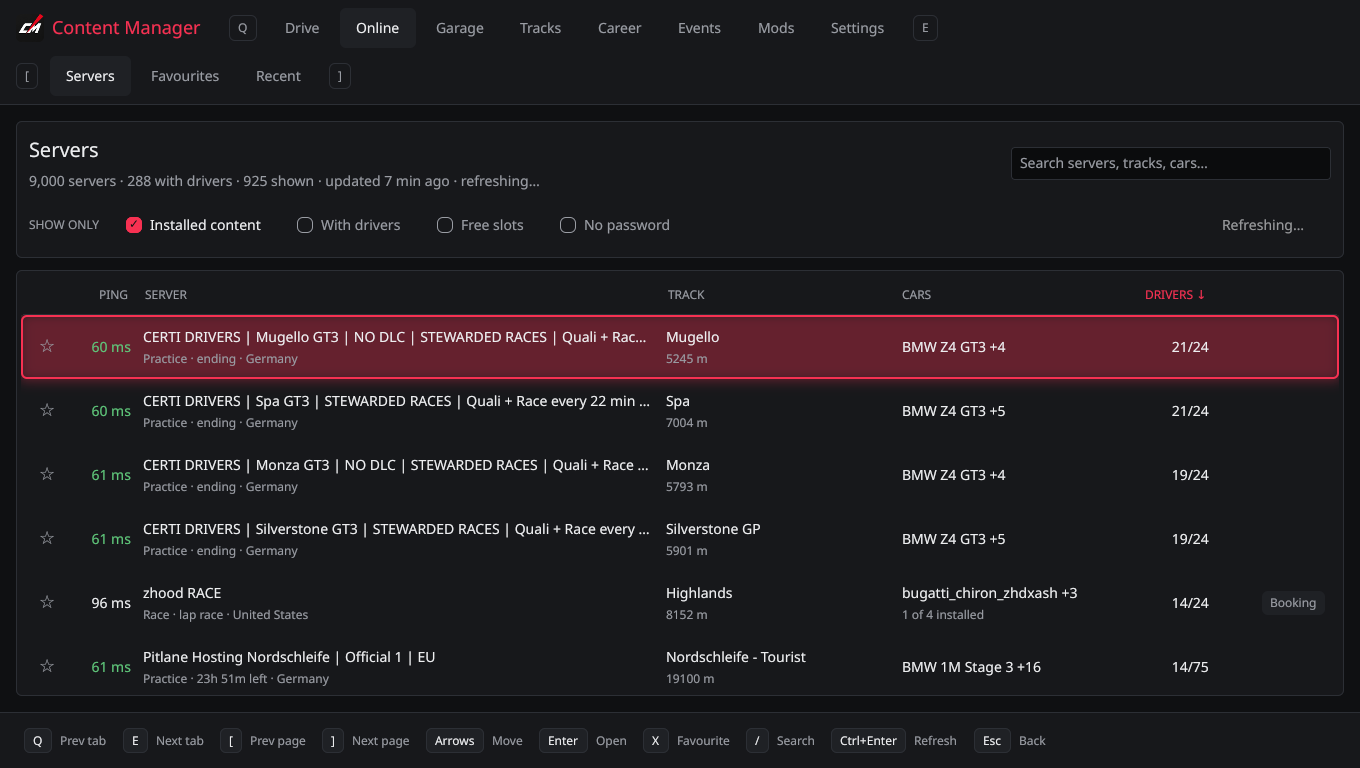 CM Content Manager Q Drive Online Garage Tracks Career Events Mods Settings E
[ Servers Favourites Recent ]
Servers
Search servers, tracks, cars...
9,000 servers · 288 with drivers · 925 shown · updated 7 min ago · refreshing...
SHOW ONLY Installed content With drivers Free slots No password Refreshing...
PING SERVER TRACK CARS DRIVERS ↓
☆ 60 ms CERTI DRIVERS | Mugello GT3 | NO DLC | STEWARDED RACES | Quali + Rac... Mugello BMW Z4 GT3 +4 21/24
Practice · ending · Germany 5245 m
☆ 60 ms CERTI DRIVERS | Spa GT3 | STEWARDED RACES | Quali + Race every 22 min ... Spa BMW Z4 GT3 +5 21/24
Practice · ending · Germany 7004 m
☆ 61 ms CERTI DRIVERS | Monza GT3 | NO DLC | STEWARDED RACES | Quali + Race ... Monza BMW Z4 GT3 +4 19/24
Practice · ending · Germany 5793 m
☆ 61 ms CERTI DRIVERS | Silverstone GT3 | STEWARDED RACES | Quali + Race every ... Silverstone GP BMW Z4 GT3 +5 19/24
Practice · ending · Germany 5901 m
☆ 96 ms zhood RACE Highlands bugatti_chiron_zhdxash +3 14/24 Booking
Race · lap race · United States 8152 m 1 of 4 installed
☆ 61 ms Pitlane Hosting Nordschleife | Official 1 | EU Nordschleife - Tourist BMW 1M Stage 3 +16 14/75
Practice · 23h 51m left · Germany 19100 m
Q Prev tab E Next tab [ Prev page ] Next page Arrows Move Enter Open X Favourite / Search Ctrl+Enter Refresh Esc Back